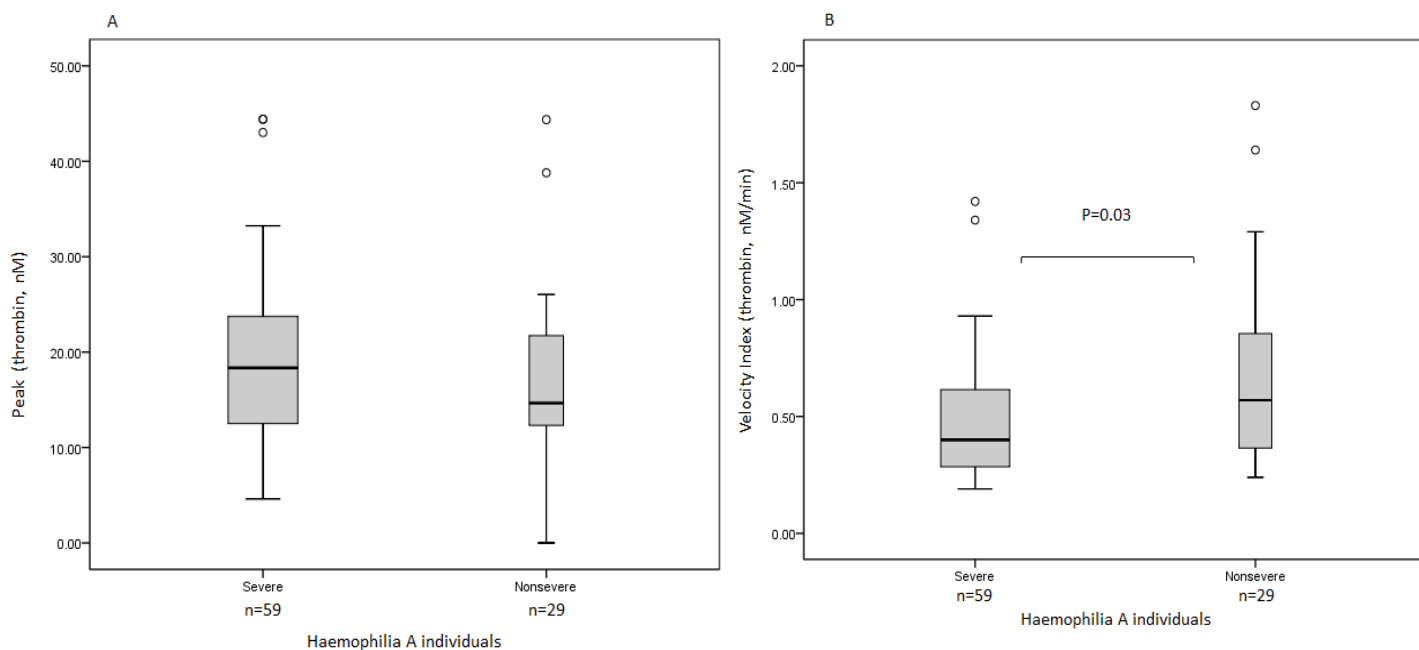 A
Peak (thrombin, nM)
50.00
40.00
30.00
20.00
10.00
0.00
Severe
Nonsevere
n=59
n=29
Haemophilia A individuals
B
Velocity Index (thrombin, nM/min)
2.00
1.50
1.00
0.50
0.00
P=0.03
Severe
Nonsevere
n=59
n=29
Haemophilia A individuals